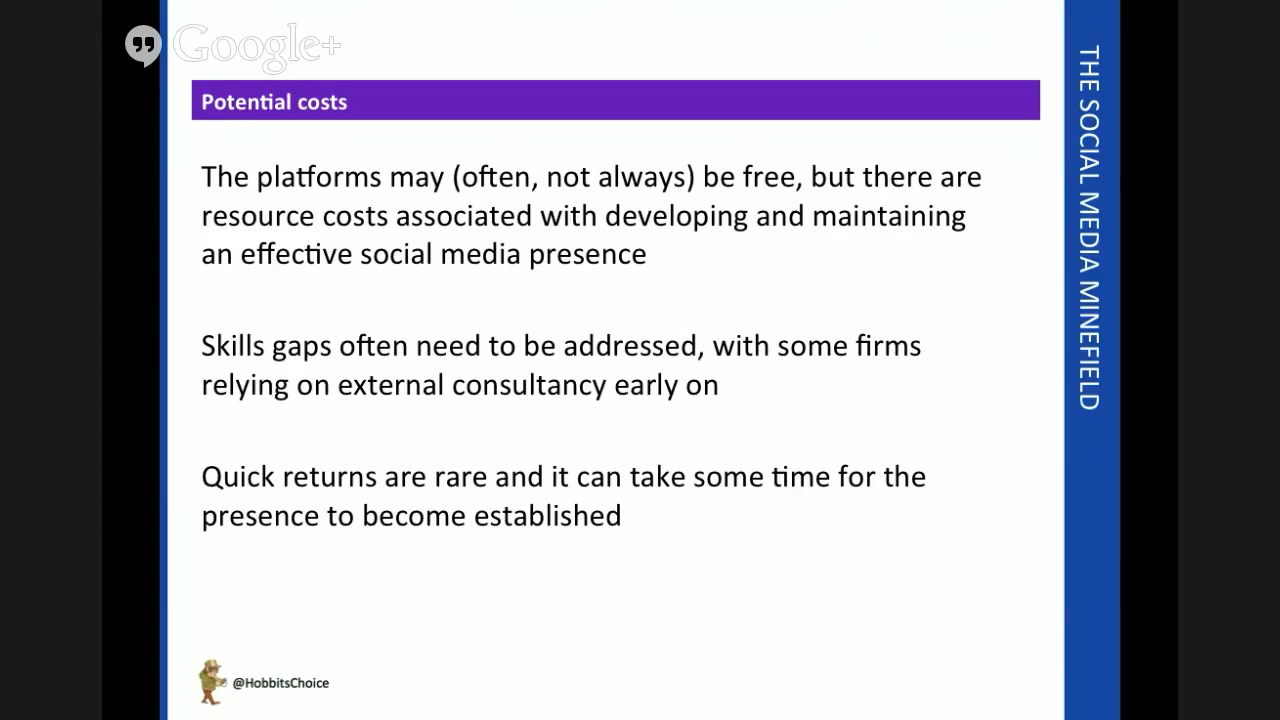 Google+
Potential costs
The platforms may (often, not always) be free, but there are
resource costs associated with developing and maintaining
an effective social media presence
Skills gaps often need to be addressed, with some firms
relying on external consultancy early on
Quick returns are rare and it can take some time for the
presence to become established
@HobbitsChoice
THE SOCIAL MEDIA MINEFIELD